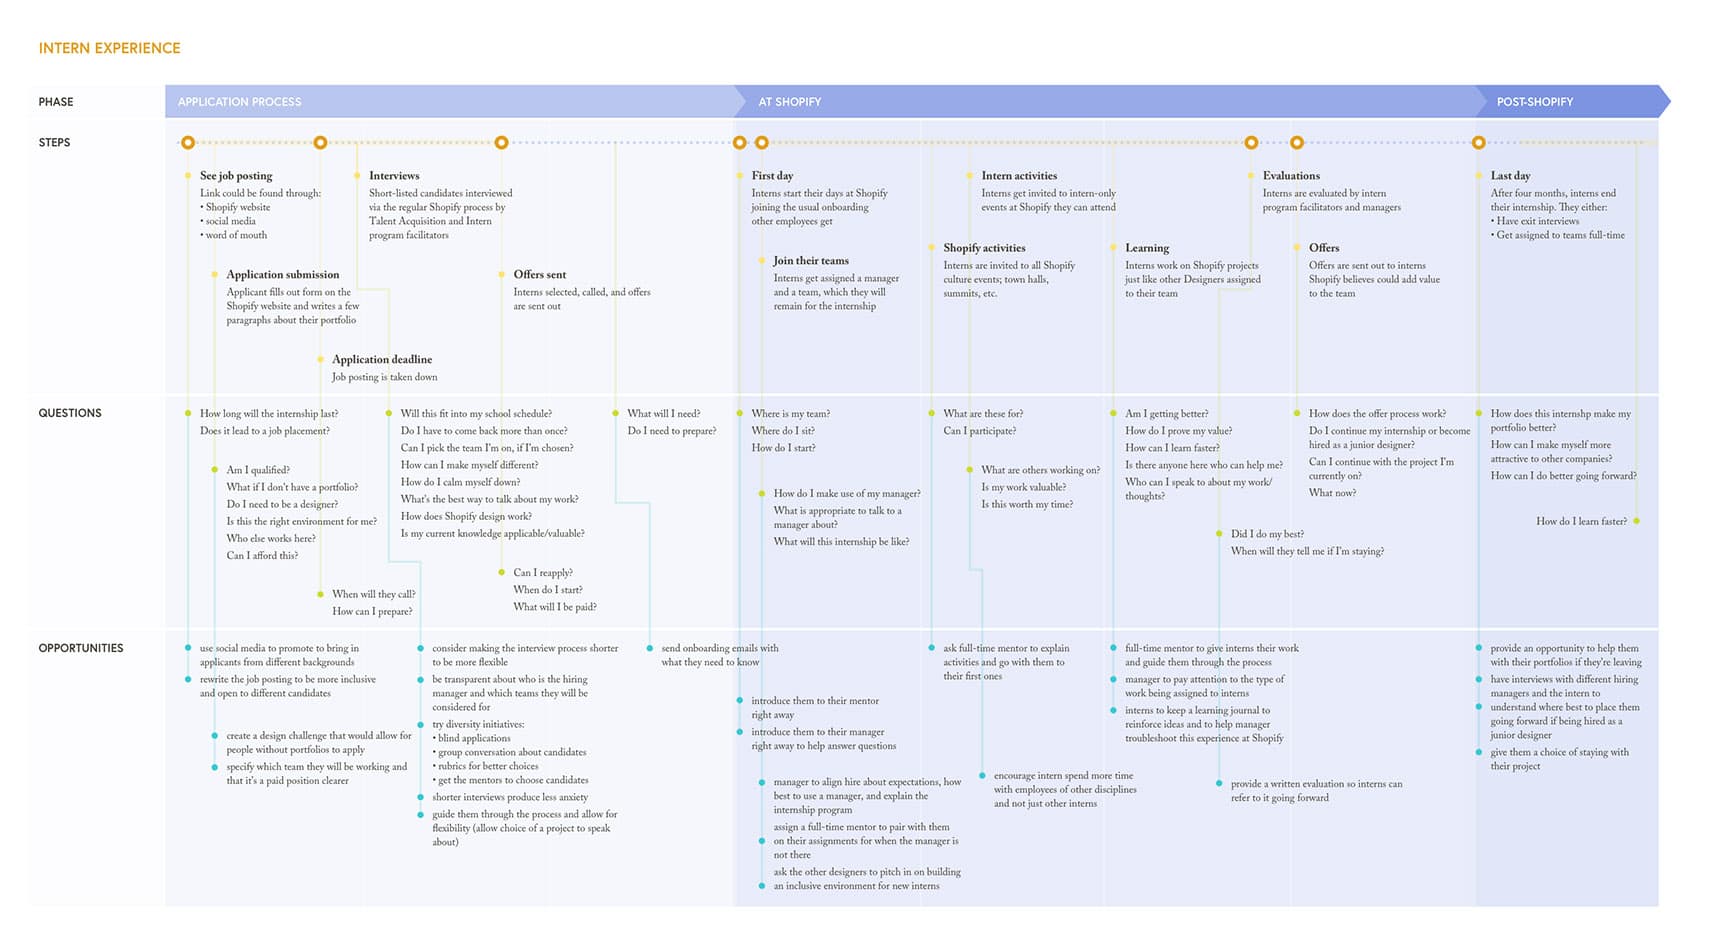 INTERN EXPERIENCE
PHASE
APPLICATION PROCESS
AT SHOPIFY
POST-SHOPIFY
STEPS
See job posting
Link could be found through:
• Shopify website
• social media
• word of mouth
Application submission
Applicant fills out form on the
Shopify website and writes a few
paragraphs about their portfolio
Application deadline
Job posting is taken down
Interviews
Short-listed candidates interviewed
via the regular Shopify process by
Talent Acquisition and Intern
program facilitators
Offers sent
Interns selected, called, and offers
are sent out
First day
Interns start their days at Shopify
joining the usual onboarding
other employees get
Join their teams
Interns get assigned a manager
and a team, which they will
remain for the internship
Intern activities
Interns get invited to intern-only
events at Shopify they can attend
Shopify activities
Interns are invited to all Shopify
culture events; town halls,
summits, etc.
Learning
Interns work on Shopify projects
just like other Designers assigned
to their team
Evaluations
Interns are evaluated by intern
program facilitators and managers
Offers
Offers are sent out to interns
Shopify believes could add value
to the team
Last day
After four months, interns end
their internship. They either:
• Have exit interviews
• Get assigned to teams full-time
QUESTIONS
How long will the internship last?
Does it lead to a job placement?
Am I qualified?
What if I don't have a portfolio?
Do I need to be a designer?
Is this the right environment for me?
Who else works here?
Can I afford this?
When will they call?
How can I prepare?
Will this fit into my school schedule?
Do I have to come back more than once?
Can I pick the team I'm on, if I'm chosen?
How can I make myself different?
How do I calm myself down?
What's the best way to talk about my work?
How does Shopify design work?
Is my current knowledge applicable/valuable?
Can I reapply?
When do I start?
What will I be paid?
What will I need?
Do I need to prepare?
Where is my team?
Where do I sit?
How do I start?
How do I make use of my manager?
What is appropriate to talk to a
manager about?
What will this internship be like?
What are these for?
Can I participate?
What are others working on?
Is my work valuable?
Is this worth my time?
Am I getting better?
How do I prove my value?
How can I learn faster?
Is there anyone here who can help me?
Who can I speak to about my work/
thoughts?
Did I do my best?
When will they tell me if I'm staying?
How does the offer process work?
Do I continue my internship or become
hired as a junior designer?
Can I continue with the project I'm
currently on?
What now?
How does this internshp make my
portfolio better?
How can I make myself more
attractive to other companies?
How can I do better going forward?
How do I learn faster?
OPPORTUNITIES
use social media to promote to bring in
applicants from different backgrounds
rewrite the job posting to be more inclusive
and open to different candidates
create a design challenge that would allow for
people without portfolios to apply
specify which team they will be working and
that it's a paid position clearer
consider making the interview process shorter
to be more flexible
be transparent about who is the hiring
manager and which teams they will be
considered for
try diversity initiatives:
• blind applications
• group conversation about candidates
• rubrics for better choices
• get the mentors to choose candidates
shorter interviews produce less anxiety
guide them through the process and allow for
flexibility (allow choice of a project to speak
about)
send onboarding emails with
what they need to know
introduce them to their mentor
right away
introduce them to their manager
right away to help answer questions
manager to align hire about expectations, how
best to use a manager, and explain the
internship program
assign a full-time mentor to pair with them
on their assignments for when the manager is
not there
ask the other designers to pitch in on building
an inclusive environment for new interns
ask full-time mentor to explain
activities and go with them to
their first ones
encourage intern spend more time
with employees of other disciplines
and not just other interns
full-time mentor to give interns their work
and guide them through the process
manager to pay attention to the type of
work being assigned to interns
interns to keep a learning journal to
reinforce ideas and to help manager
troubleshoot this experience at Shopify
provide a written evaluation so interns can
refer to it going forward
provide an opportunity to help them
with their portfolios if they're leaving
have interviews with different hiring
managers and the intern to
understand where best to place them
going forward if being hired as a
junior designer
give them a choice of staying with
their project